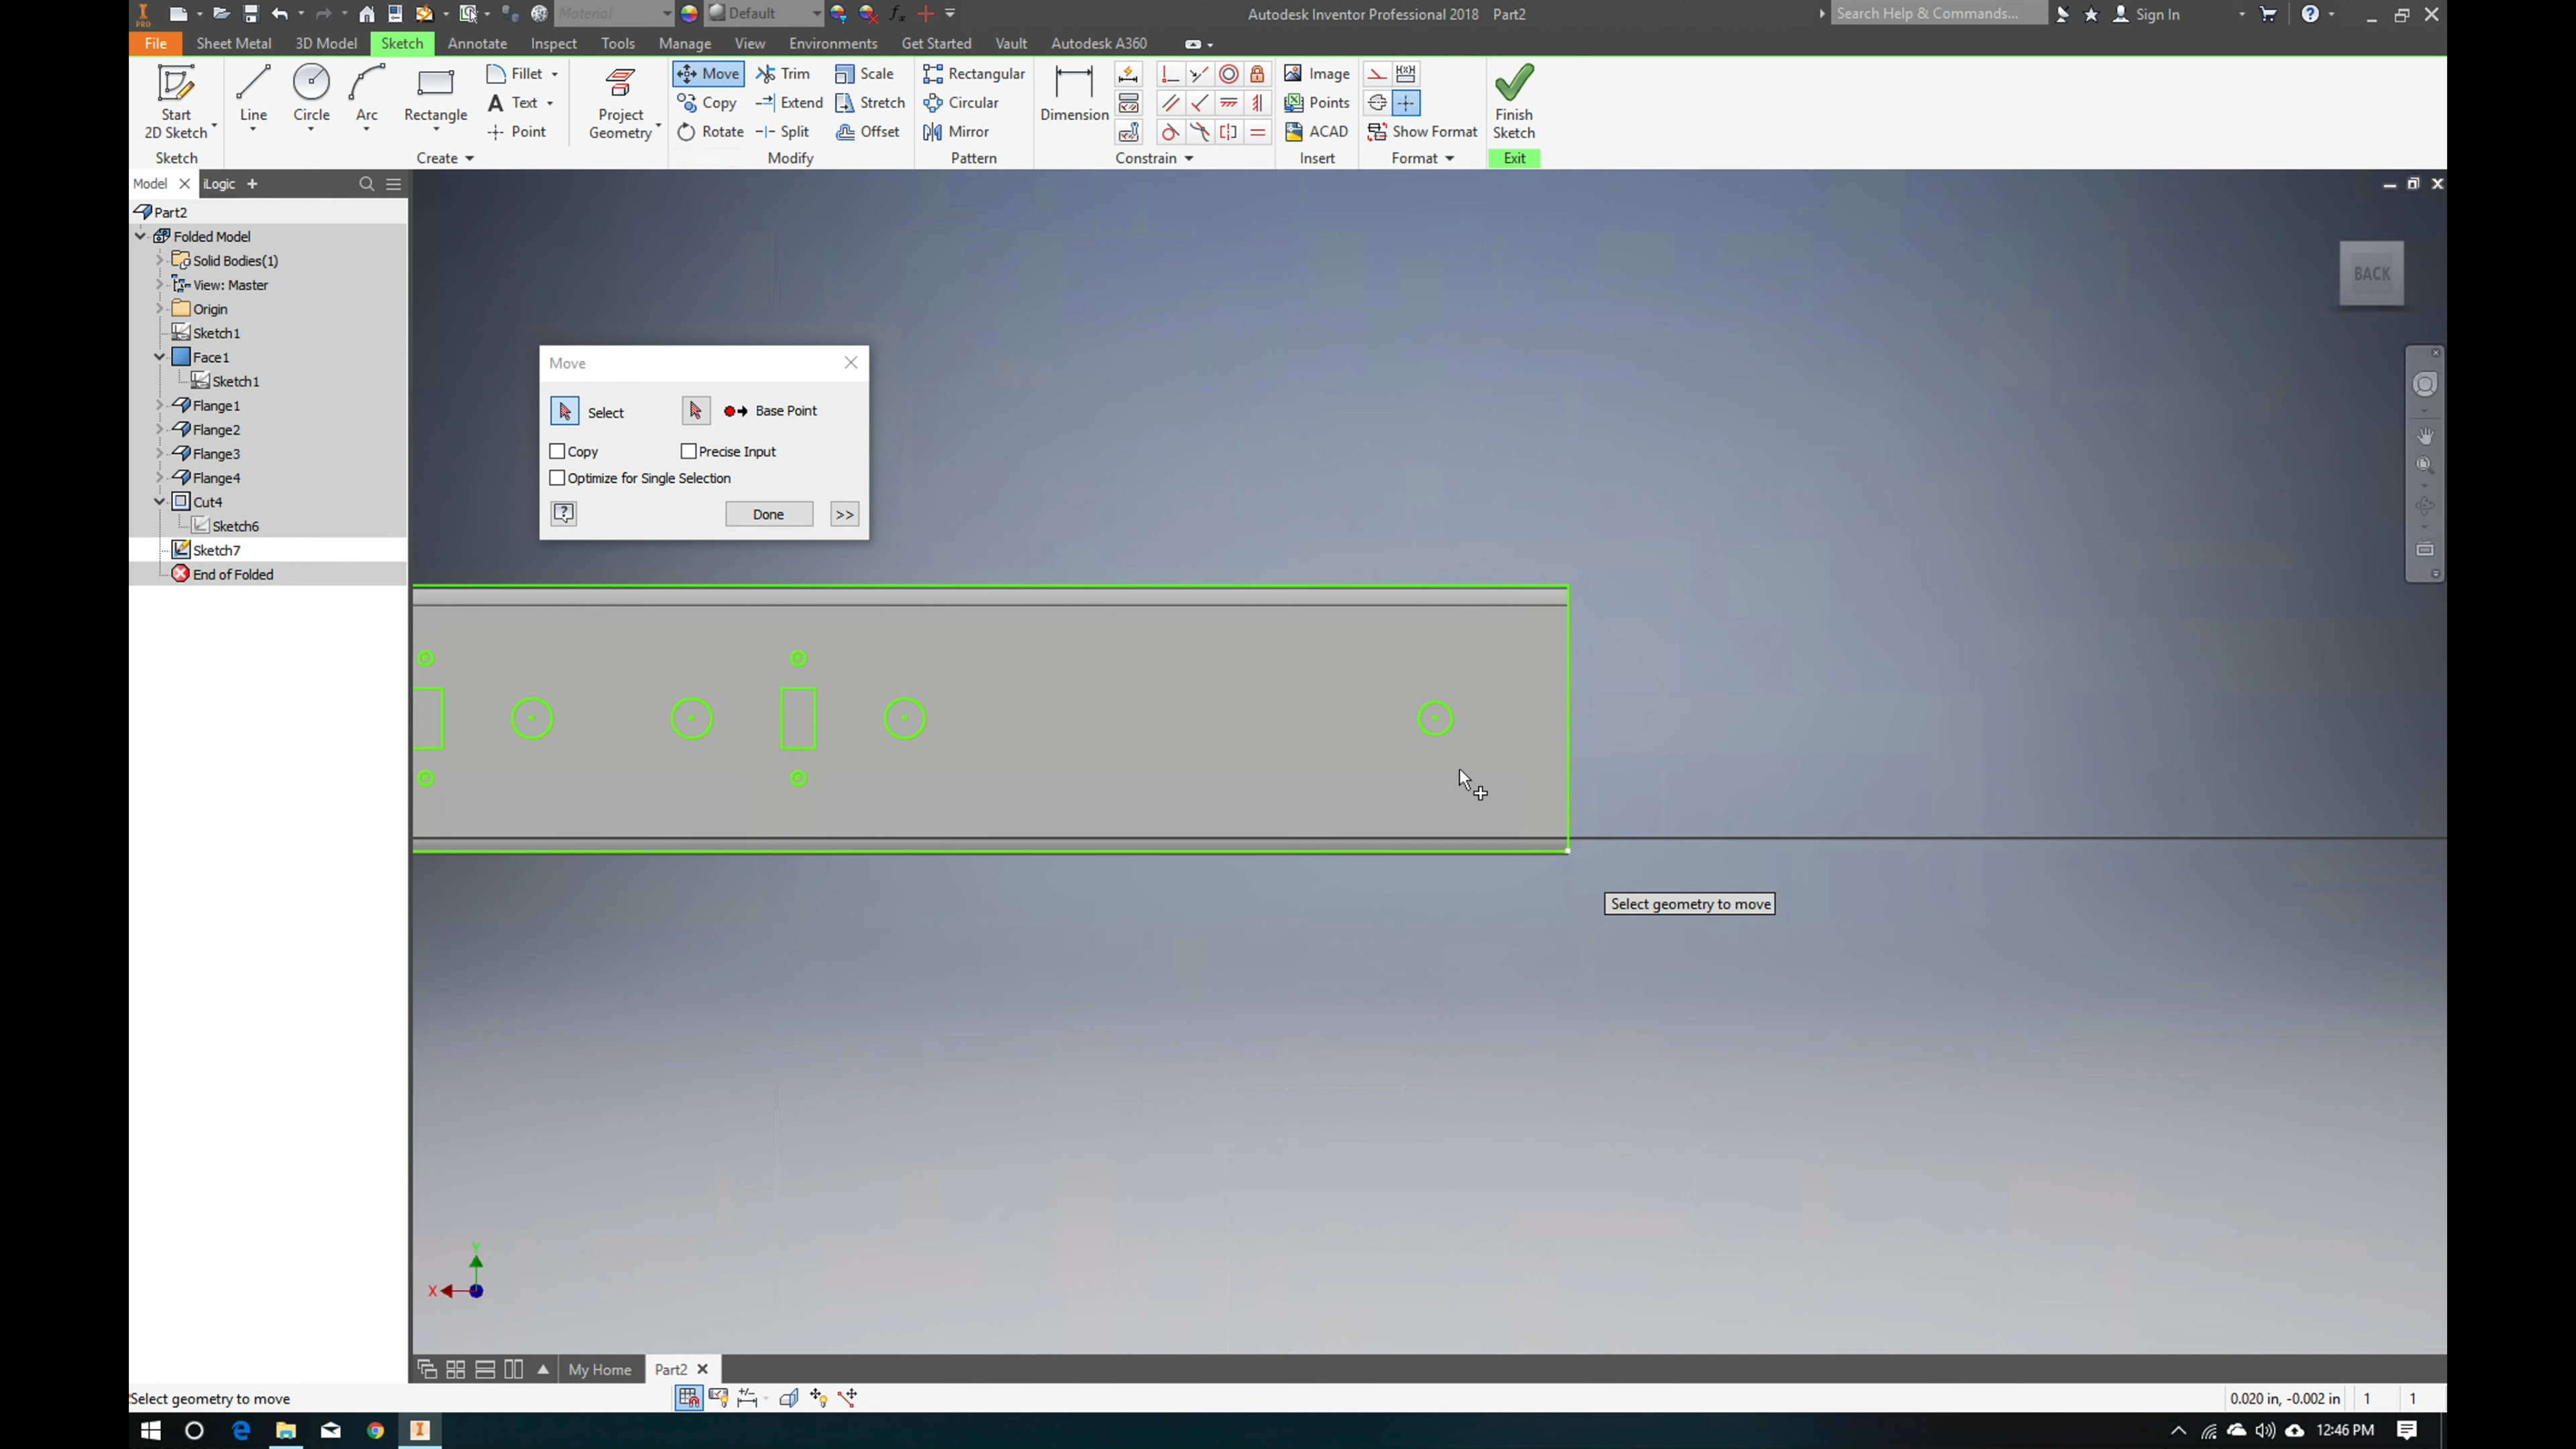 Material
Default
Autodesk Inventor Professional 2018 Part2
Search Help & Commands...
Sign In
PRO
File Sheet Metal 3D Model Sketch Annotate Inspect Tools Manage View Environments Get Started Vault Autodesk A360
Start
2D Sketch
Line
Circle
Arc
Rectangle
Fillet
A Text
Point
Project
Geometry
Move
Copy
Rotate
Trim
Extend
Split
Scale
Stretch
Offset
Rectangular
Circular
Mirror
Dimension
Image
Points
ACAD
Show Format
Finish
Sketch
Sketch
Create
Modify
Pattern
Constrain
Insert
Format
Exit
Model
iLogic
Part2
Folded Model
Solid Bodies(1)
View: Master
Origin
Sketch1
Face1
Sketch1
Flange1
Flange2
Flange3
Flange4
Cut4
Sketch6
Sketch7
End of Folded
BACK
Move
Select
Base Point
Copy
Precise Input
Optimize for Single Selection
?
Done
>>
Select geometry to move
Y
X
My Home
Part2
Select geometry to move
0.020 in, -0.002 in 1 1
12:46 PM